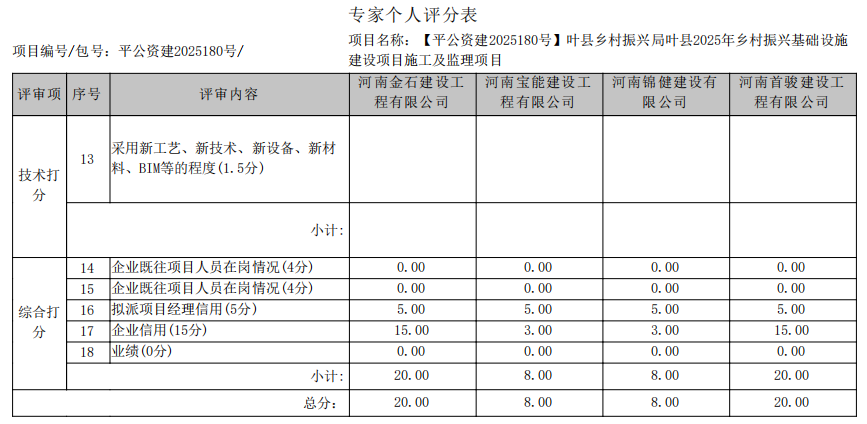 专家个人评分表
项目编号/包号: 平公资建2025180号/
项目名称: 【平公资建2025180号】叶县乡村振兴局叶县2025年乡村振兴基础设施
建设项目施工及监理项目
评审项 序号 评审内容 河南金石建设工程有限公司 河南宝能建设工程有限公司 河南锦健建设有限公司 河南首骏建设工程有限公司
技术打分
13 采用新工艺、新技术、新设备、新材
料、BIM等的程度(1.5分)
小计:
综合打分
14 企业既往项目人员在岗情况(4分) 0.00 0.00 0.00 0.00
15 企业既往项目人员在岗情况(4分) 0.00 0.00 0.00 0.00
16 拟派项目经理信用(5分) 5.00 5.00 5.00 5.00
17 企业信用(15分) 15.00 3.00 3.00 15.00
18 业绩(0分) 0.00 0.00 0.00 0.00
小计: 20.00 8.00 8.00 20.00
总分: 20.00 8.00 8.00 20.00